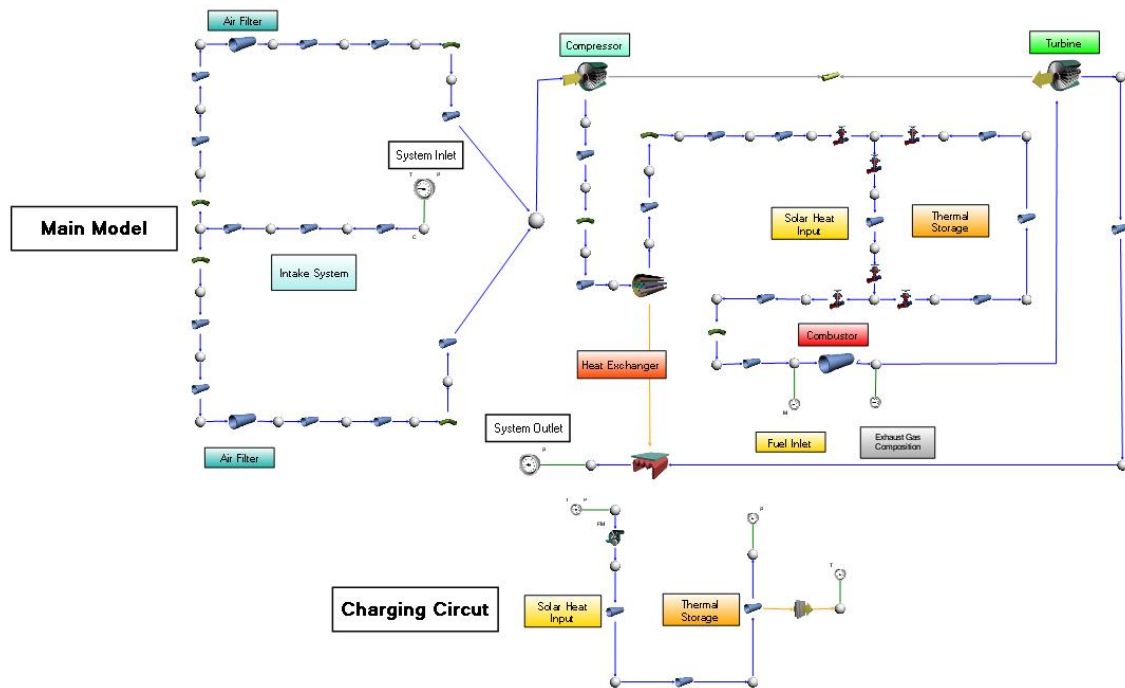 Air Filter
Compressor
Turbine
System Inlet
T
P
C
Main Model
Intake System
Solar Heat
Input
Thermal
Storage
Combustor
Heat Exchanger
C
M
System Outlet
P
Fuel Inlet
Exhaust Gas
Composition
Air Filter
T
P
RM
P
T
Charging Circut
Solar Heat
Input
Thermal
Storage